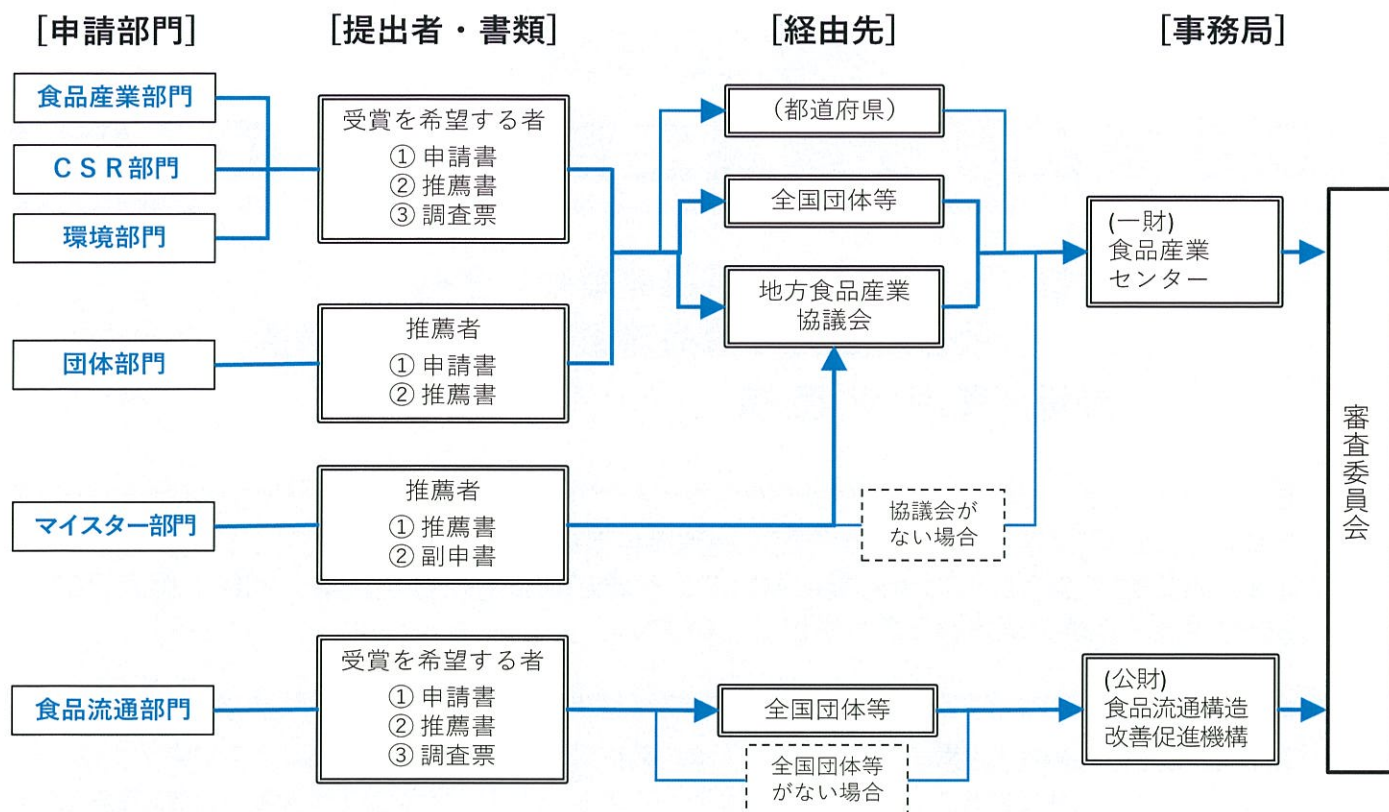 [申請部門]
[提出者・書類]
[経由先]
[事務局]
食品産業部門
ＣＳＲ部門
環境部門
受賞を希望する者
① 申請書
② 推薦書
③ 調査票
(都道府県)
全国団体等
地方食品産業
協議会
(一財)
食品産業
センター
団体部門
推薦者
① 申請書
② 推薦書
マイスター部門
推薦者
① 推薦書
② 副申書
協議会が
ない場合
食品流通部門
受賞を希望する者
① 申請書
② 推薦書
③ 調査票
全国団体等
全国団体等
がない場合
(公財)
食品流通構造
改善促進機構
審査委員会